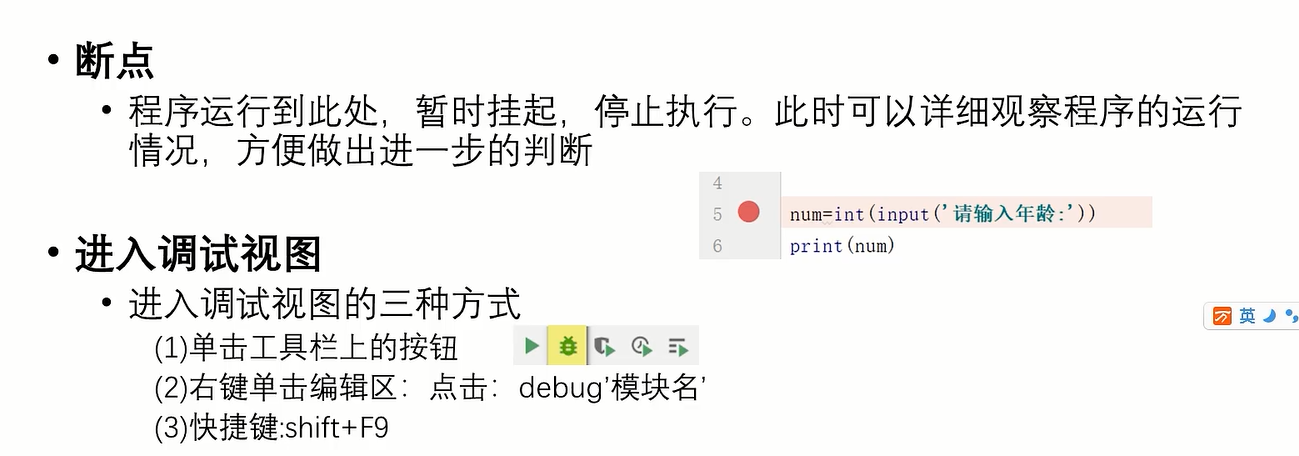 • 断点
• 程序运行到此处，暂时挂起，停止执行。此时可以详细观察程序的运行
情况，方便做出进一步的判断
4
5 num=int(input('请输入年龄:'))
6 print(num)
• 进入调试视图
• 进入调试视图的三种方式
(1)单击工具栏上的按钮
(2)右键单击编辑区：点击：debug'模块名'
(3)快捷键:shift+F9
万 英